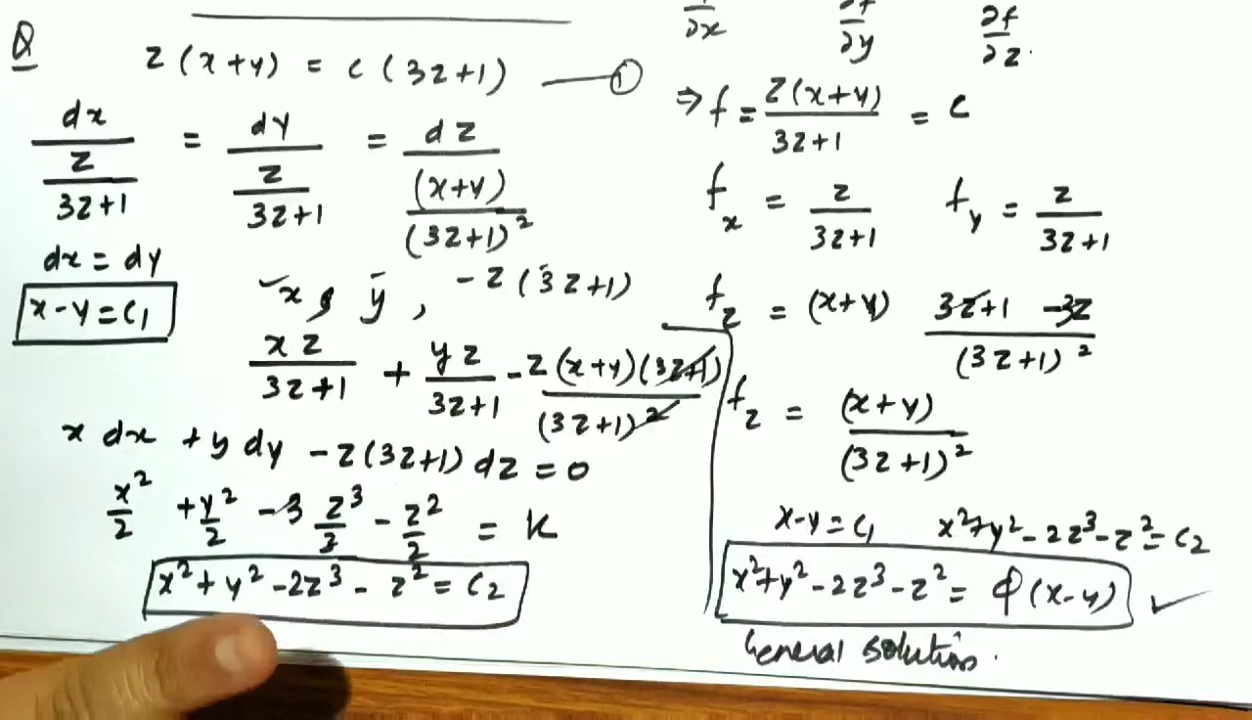 Q
z (x+y) = c (3z+1) —①
dx/(z/(3z+1)) = dy/(z/(3z+1)) = dz/((x+y)/(3z+1)²)
dx = dy
x-y = c₁
x, y, -z(3z+1)
xz/(3z+1) + yz/(3z+1) - z(x+y)(3z+1)/(3z+1)²
x dx + y dy - z(3z+1) dz = 0
x²/2 + y²/2 - 3 z³/3 - z²/2 = K
x² + y² - 2z³ - z² = c₂
∂f/∂x ∂f/∂y ∂f/∂z.
⇒ f = z(x+y)/(3z+1) = c
fₓ = z/(3z+1) f_y = z/(3z+1)
f_z = (x+y) (3z+1 - 3z)/(3z+1)²
f_z = (x+y)/(3z+1)²
x-y = c₁ x²+y²-2z³-z² = c₂
x²+y²-2z³-z² = ϕ(x-y) ✓
General solution.